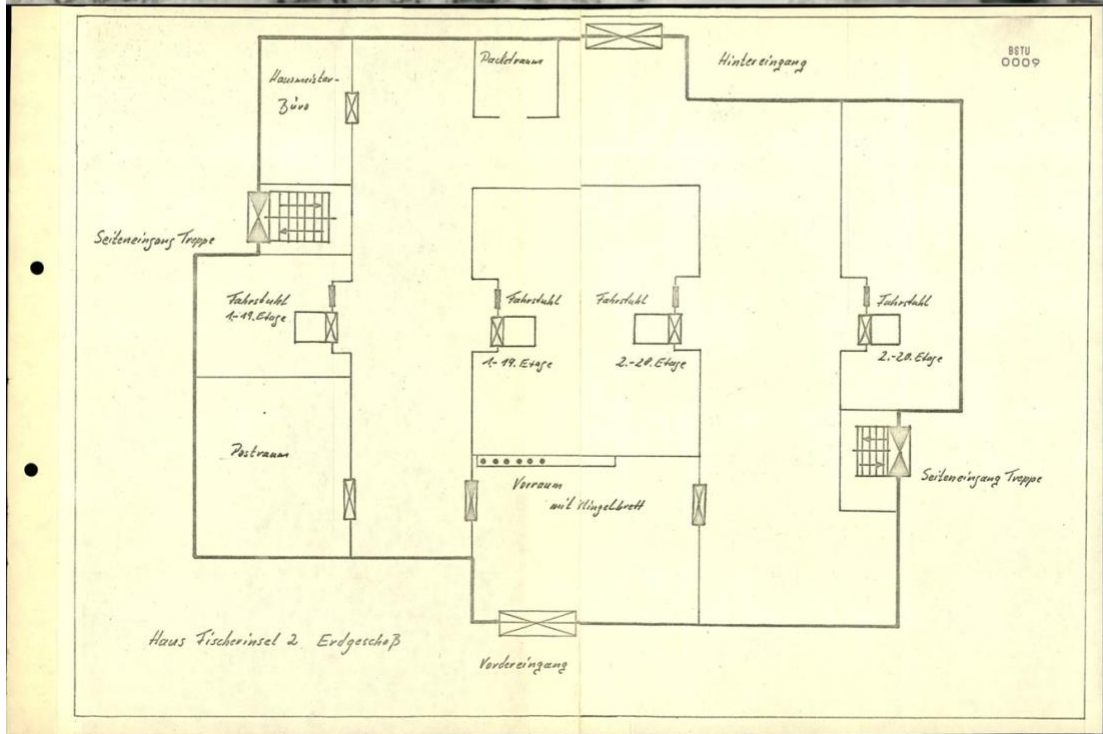 BSTU
0009
Hintereingang
Packetraum
Hausmeister-
Büro
Seiteneingang Treppe
Fahrstuhl
1.-19. Etage
Fahrstuhl
1-19. Etage
Fahrstuhl
2.-20. Etage
Fahrstuhl
2.-20. Etage
Postraum
Vorraum
mit Klingelbrett
Seiteneingang Treppe
Haus Fischerinsel 2 Erdgeschoß
Vordereingang